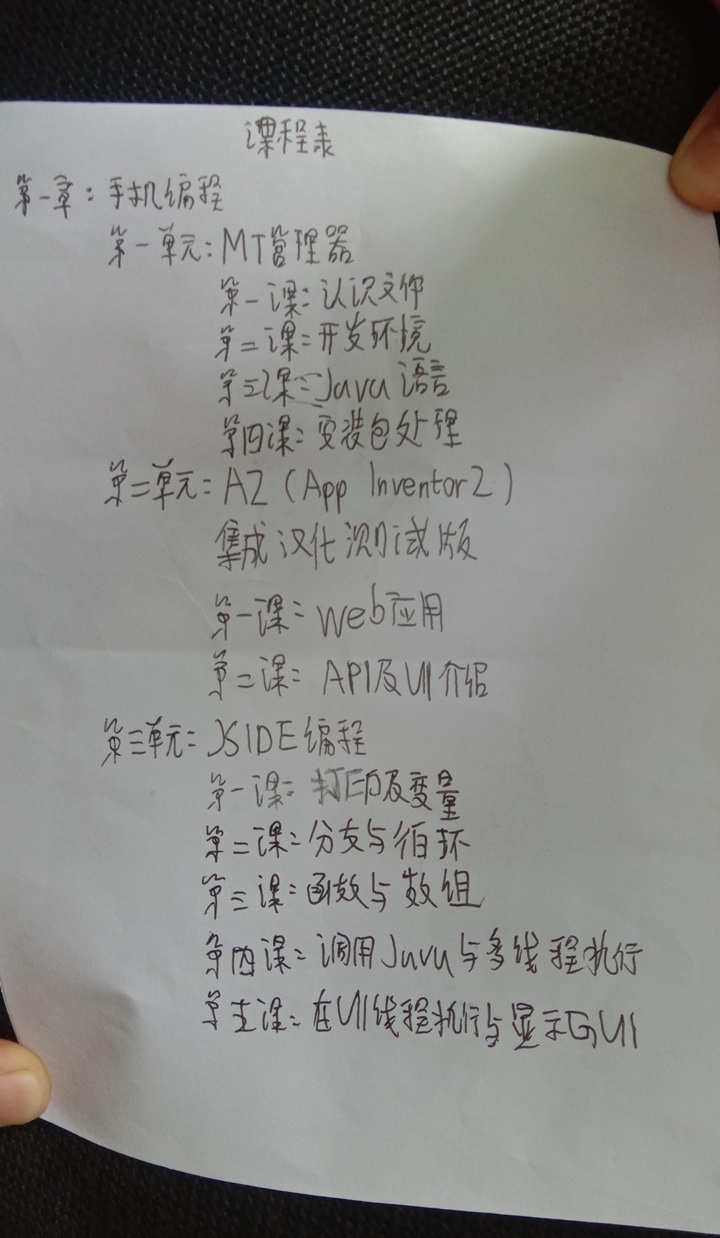 课程表
第一章：手机编程
第一单元：MT管理器
第一课：认识文件
第二课：开发环境
第三课：Java语言
第四课：安装包处理
第二单元：A2（App Inventor2）
集成汉化测试版
第一课：web应用
第二课：API及UI介绍
第三单元：JSIDE编程
第一课：打印及变量
第二课：分支与循环
第三课：函数与数组
第四课：调用Java与多线程执行
第五课：在UI线程执行与显示GUI